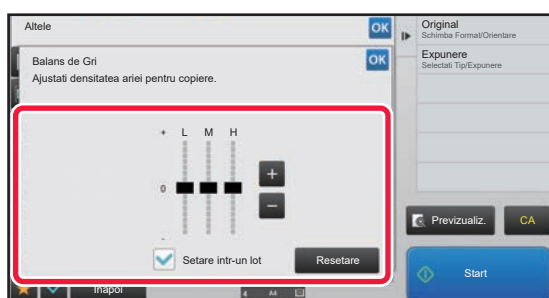 Altele
OK
Balans de Gri
OK
Ajustati densitatea ariei pentru copiere.
+ L M H
0
+
-
-
Setare intr-un lot
Resetare
Inapoi
A4
Original
Schimba Format/Orientare
Expunere
Selectati Tip/Expunere
Previzualiz.
CA
Start